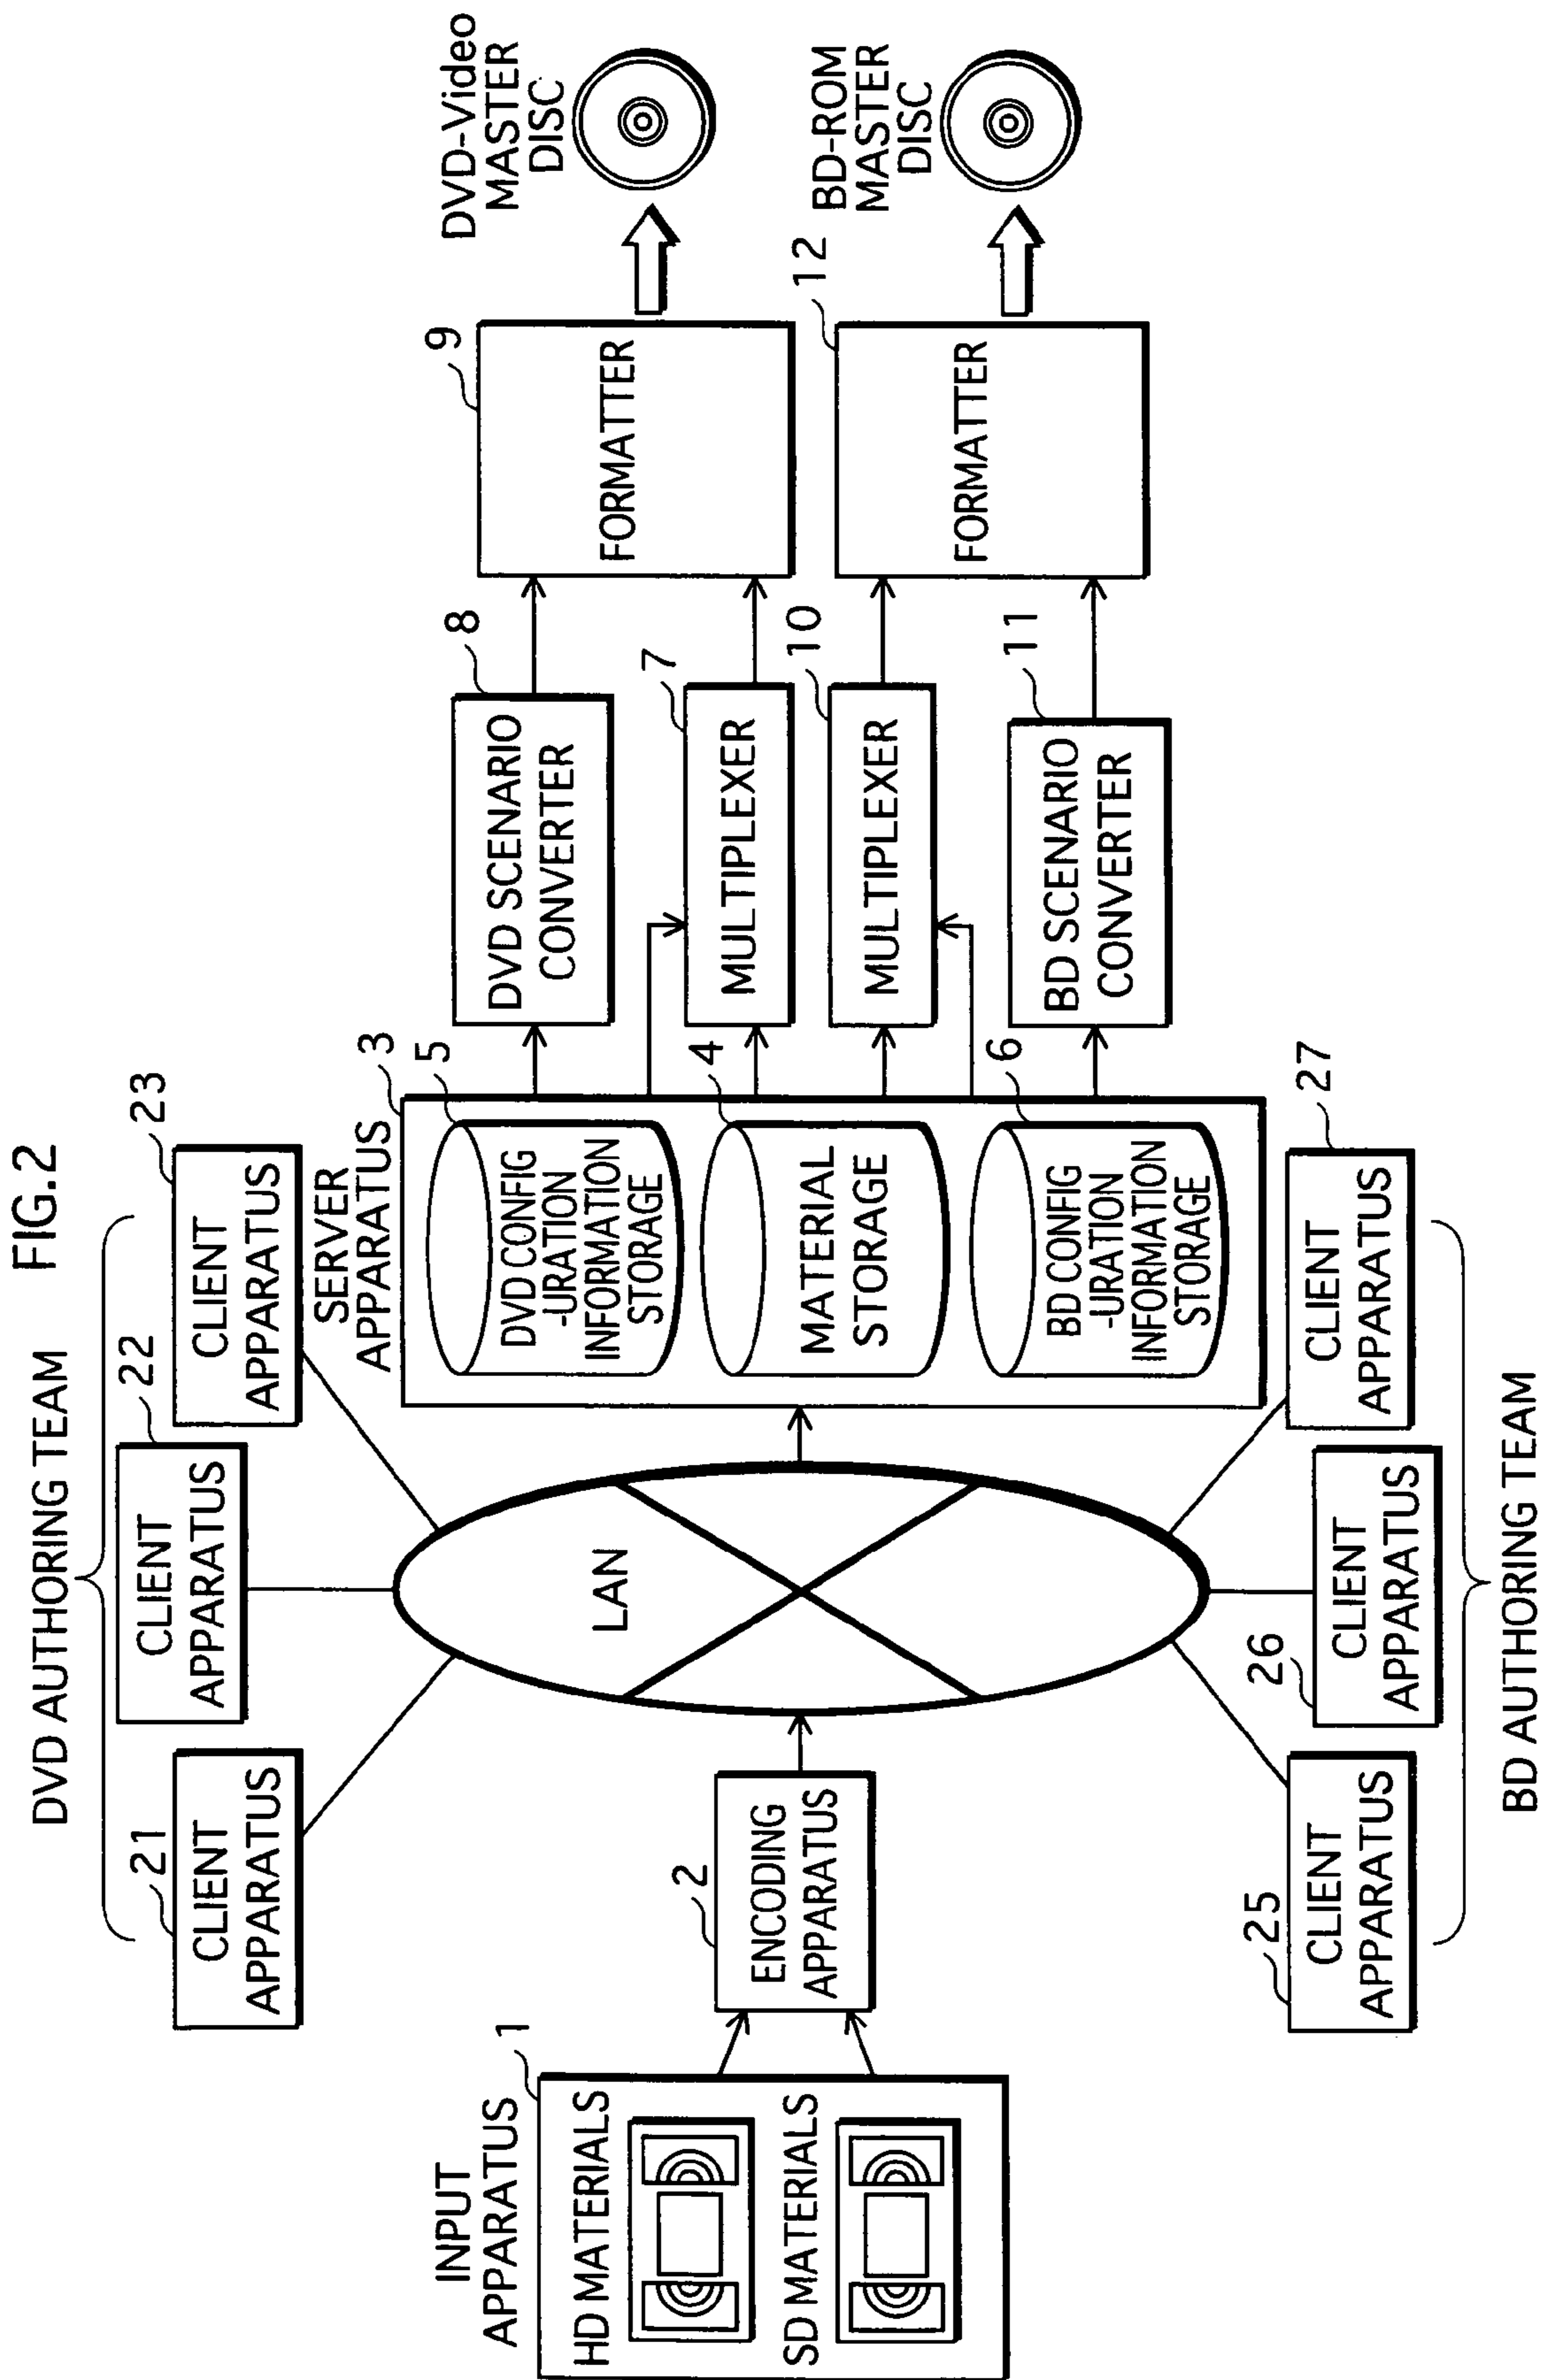 FIG.2
DVD AUTHORING TEAM
21
CLIENT
APPARATUS
22
CLIENT
APPARATUS
23
CLIENT
APPARATUS
INPUT
APPARATUS
1
HD MATERIALS
SD MATERIALS
2
ENCODING
APPARATUS
LAN
SERVER
APPARATUS
3
5
DVD CONFIG
-URATION
INFORMATION
STORAGE
4
MATERIAL
STORAGE
6
BD CONFIG
-URATION
INFORMATION
STORAGE
8
DVD SCENARIO
CONVERTER
7
MULTIPLEXER
10
MULTIPLEXER
11
BD SCENARIO
CONVERTER
9
FORMATTER
12
FORMATTER
DVD-Video
MASTER
DISC
BD-ROM
MASTER
DISC
25
CLIENT
APPARATUS
26
CLIENT
APPARATUS
27
CLIENT
APPARATUS
BD AUTHORING TEAM